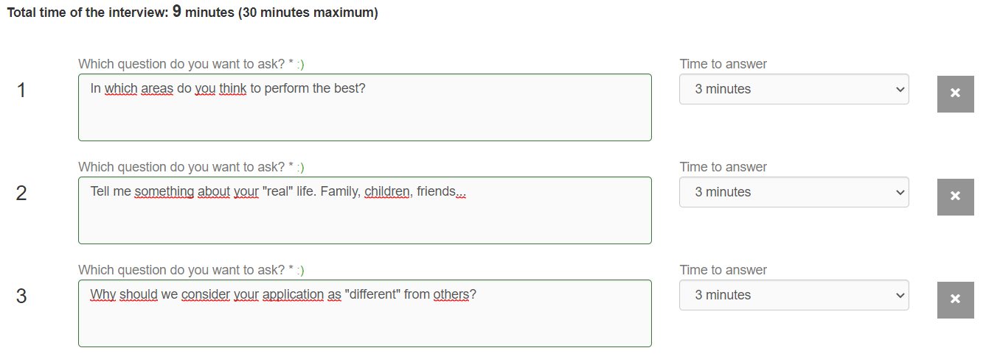 Total time of the interview: 9 minutes (30 minutes maximum)
Which question do you want to ask? * :)
Time to answer
1
In which areas do you think to perform the best?
3 minutes
×
Which question do you want to ask? * :)
Time to answer
2
Tell me something about your "real" life. Family, children, friends...
3 minutes
×
Which question do you want to ask? * :)
Time to answer
3
Why should we consider your application as "different" from others?
3 minutes
×